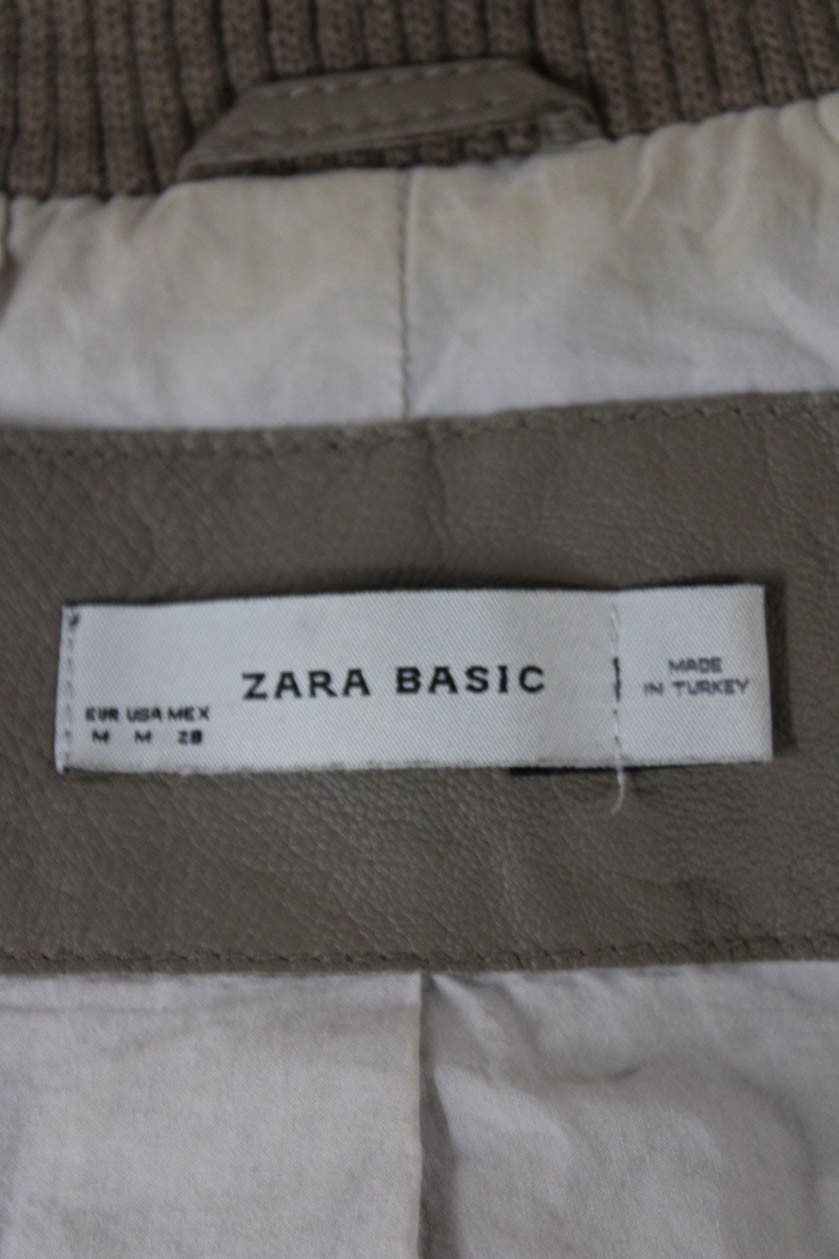 ZARA BASIC
EUR USA MEX
M M 28
MADE
IN TURKEY